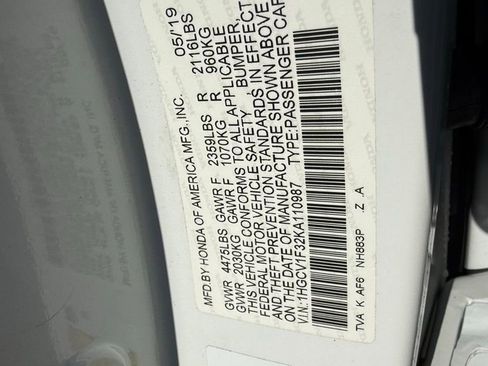 MFD.BY HONDA OF AMERICA MFG.,INC. 05/'19
GVWR 4475LBS GAWR F 2359LBS R 2116LBS
GVWR 2030KG GAWR F 1070KG R 960KG
THIS VEHICLE CONFORMS TO ALL APPLICABLE
FEDERAL MOTOR VEHICLE SAFETY, BUMPER,
AND THEFT PREVENTION STANDARDS IN EFFECT
ON THE DATE OF MANUFACTURE SHOWN ABOVE
V.I.N:1HGCV1F32KA110987 TYPE:PASSENGER CAR
TVA K AF6 NH883P .Z .A